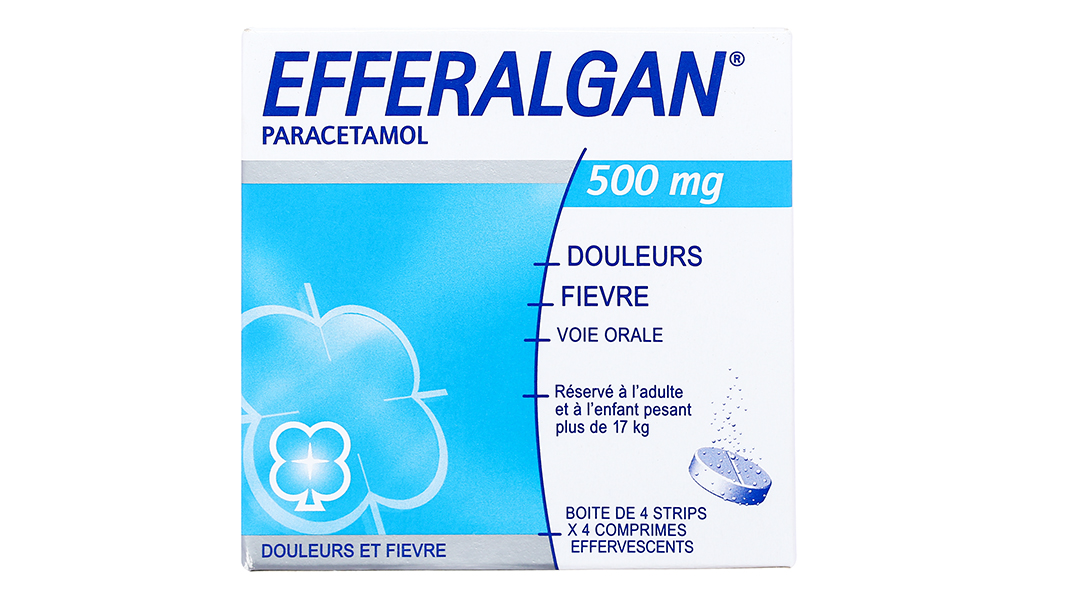 EFFERALGAN®
PARACETAMOL
500 mg
DOULEURS
FIEVRE
VOIE ORALE
Réservé à l'adulte
et à l'enfant pesant
plus de 17 kg
BOITE DE 4 STRIPS
X 4 COMPRIMES
EFFERVESCENTS
DOULEURS ET FIEVRE